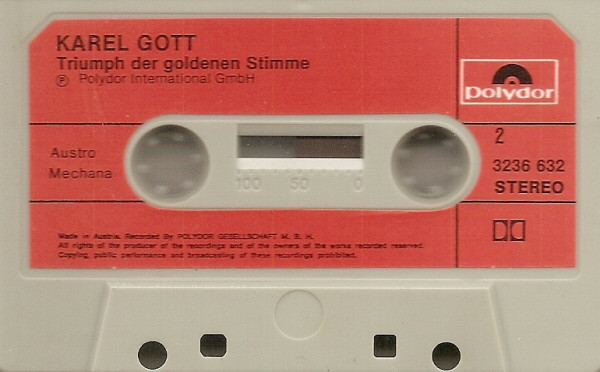 KAREL GOTT
Triumph der goldenen Stimme
℗ Polydor International GmbH
Polydor
2
3236 632
STEREO
Austro
Mechana
100 50 0
Made in Austria. Recorded By POLYDOR GESELLSCHAFT M. B. H.
All rights of the producer of the recordings and of the owners of the works recorded reserved.
Copying, public performance and broadcasting of these recordings prohibited.